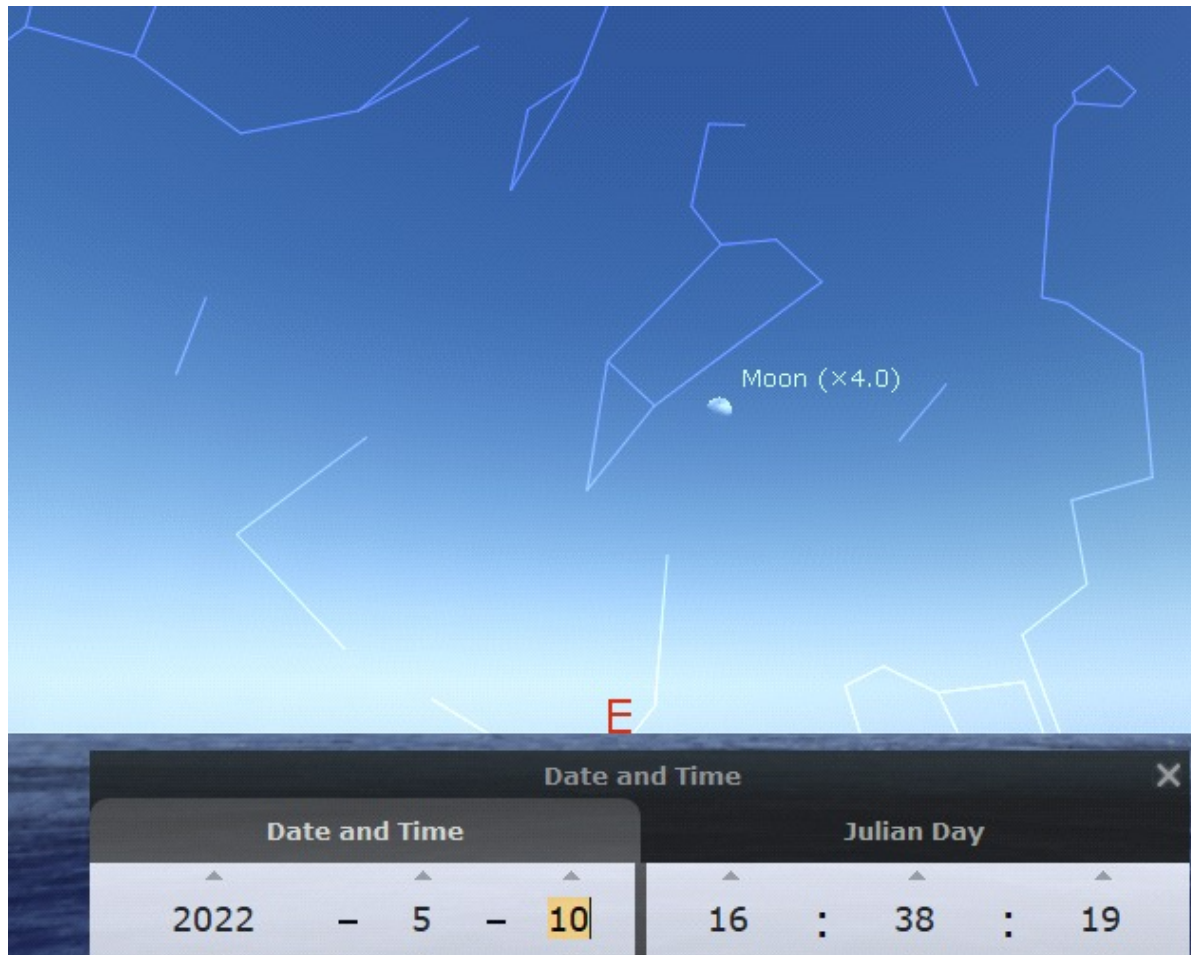 Moon (×4.0)
E
Date and Time
Date and Time
Julian Day
2022 – 5 – 10
16 : 38 : 19